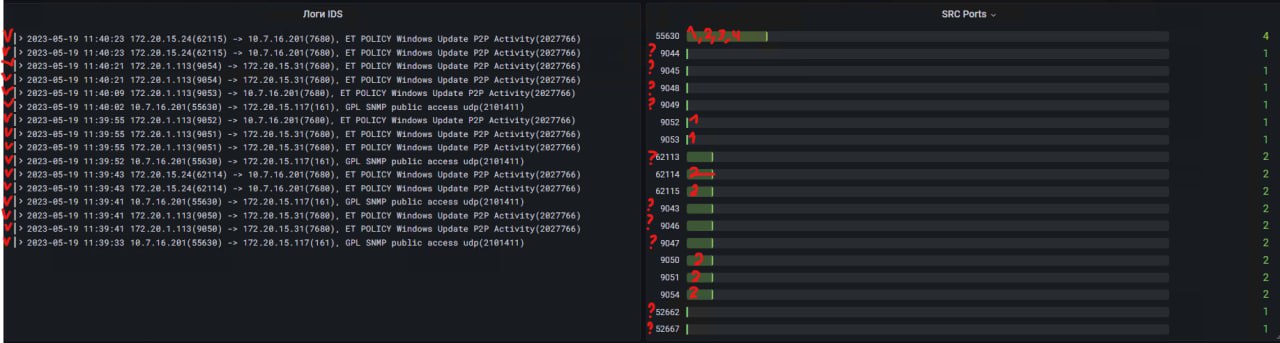 Логи IDS
V > 2023-05-19 11:40:23 172.20.15.24(62115) -> 10.7.16.201(7680), ET POLICY Windows Update P2P Activity(2027766)
V > 2023-05-19 11:40:23 172.20.15.24(62115) -> 10.7.16.201(7680), ET POLICY Windows Update P2P Activity(2027766)
V > 2023-05-19 11:40:21 172.20.1.113(9054) -> 172.20.15.31(7680), ET POLICY Windows Update P2P Activity(2027766)
V > 2023-05-19 11:40:21 172.20.1.113(9054) -> 172.20.15.31(7680), ET POLICY Windows Update P2P Activity(2027766)
V > 2023-05-19 11:40:09 172.20.1.113(9053) -> 10.7.16.201(7680), ET POLICY Windows Update P2P Activity(2027766)
V > 2023-05-19 11:40:02 10.7.16.201(55630) -> 172.20.15.117(161), GPL SNMP public access udp(2101411)
V > 2023-05-19 11:39:55 172.20.1.113(9052) -> 10.7.16.201(7680), ET POLICY Windows Update P2P Activity(2027766)
V > 2023-05-19 11:39:55 172.20.1.113(9051) -> 172.20.15.31(7680), ET POLICY Windows Update P2P Activity(2027766)
V > 2023-05-19 11:39:55 172.20.1.113(9051) -> 172.20.15.31(7680), ET POLICY Windows Update P2P Activity(2027766)
V > 2023-05-19 11:39:52 10.7.16.201(55630) -> 172.20.15.117(161), GPL SNMP public access udp(2101411)
V > 2023-05-19 11:39:43 172.20.15.24(62114) -> 10.7.16.201(7680), ET POLICY Windows Update P2P Activity(2027766)
V > 2023-05-19 11:39:43 172.20.15.24(62114) -> 10.7.16.201(7680), ET POLICY Windows Update P2P Activity(2027766)
V > 2023-05-19 11:39:41 10.7.16.201(55630) -> 172.20.15.117(161), GPL SNMP public access udp(2101411)
V > 2023-05-19 11:39:41 172.20.1.113(9050) -> 172.20.15.31(7680), ET POLICY Windows Update P2P Activity(2027766)
V > 2023-05-19 11:39:41 172.20.1.113(9050) -> 172.20.15.31(7680), ET POLICY Windows Update P2P Activity(2027766)
V > 2023-05-19 11:39:33 10.7.16.201(55630) -> 172.20.15.117(161), GPL SNMP public access udp(2101411)
SRC Ports
55630 1,2,3,4 4
? 9044 1
? 9045 1
? 9048 1
? 9049 1
9052 1 1
9053 1 1
? 62113 2
62114 2 2
62115 2 2
? 9043 2
? 9046 2
? 9047 2
9050 2 2
9051 2 2
9054 2 2
? 52662 1
? 52667 1